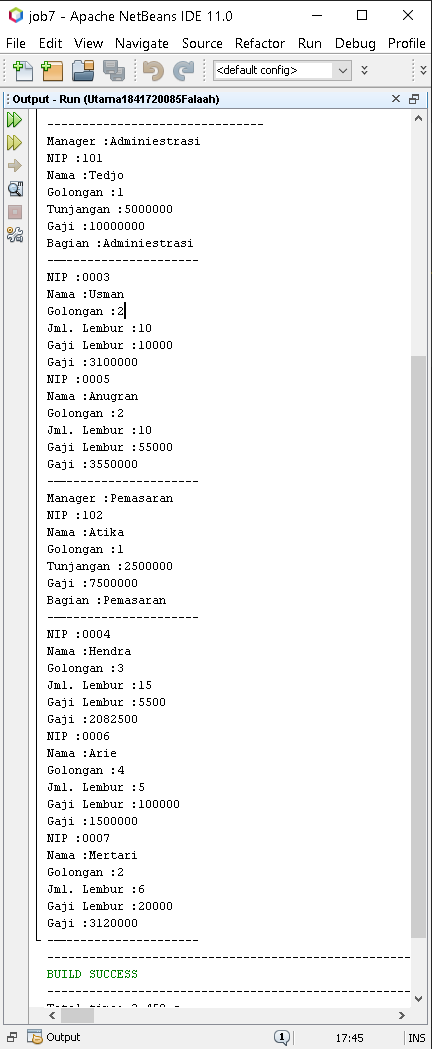 job7 - Apache NetBeans IDE 11.0
File Edit View Navigate Source Refactor Run Debug Profile
<default config>
Output - Run (Utama1841720085Falaah)
-------------------------------
Manager :Adminiestrasi
NIP :101
Nama :Tedjo
Golongan :1
Tunjangan :5000000
Gaji :10000000
Bagian :Adminiestrasi
----------------------
NIP :0003
Nama :Usman
Golongan :2
Jml. Lembur :10
Gaji Lembur :10000
Gaji :3100000
NIP :0005
Nama :Anugran
Golongan :2
Jml. Lembur :10
Gaji Lembur :55000
Gaji :3550000
----------------------
Manager :Pemasaran
NIP :102
Nama :Atika
Golongan :1
Tunjangan :2500000
Gaji :7500000
Bagian :Pemasaran
----------------------
NIP :0004
Nama :Hendra
Golongan :3
Jml. Lembur :15
Gaji Lembur :5500
Gaji :2082500
NIP :0006
Nama :Arie
Golongan :4
Jml. Lembur :5
Gaji Lembur :100000
Gaji :1500000
NIP :0007
Nama :Mertari
Golongan :2
Jml. Lembur :6
Gaji Lembur :20000
Gaji :3120000
----------------------
----------------------------------------------------
BUILD SUCCESS
----------------------------------------------------
Output
1
17:45
INS